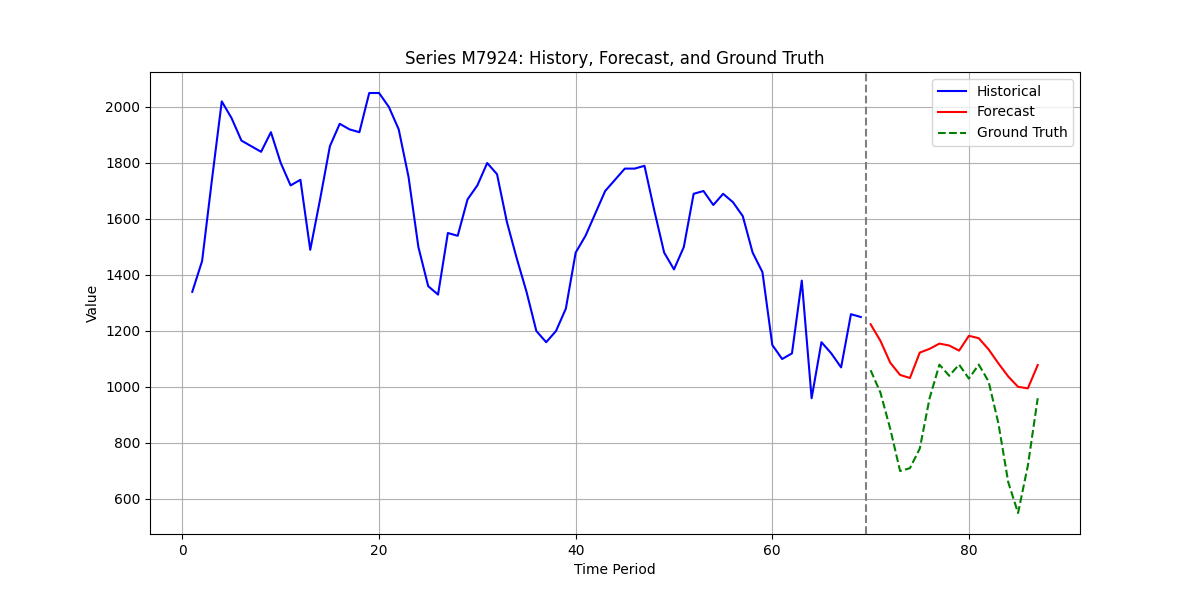 Series M7924: History, Forecast, and Ground Truth
Historical
Forecast
Ground Truth
Value
2000
1800
1600
1400
1200
1000
800
600
0 20 40 60 80
Time Period